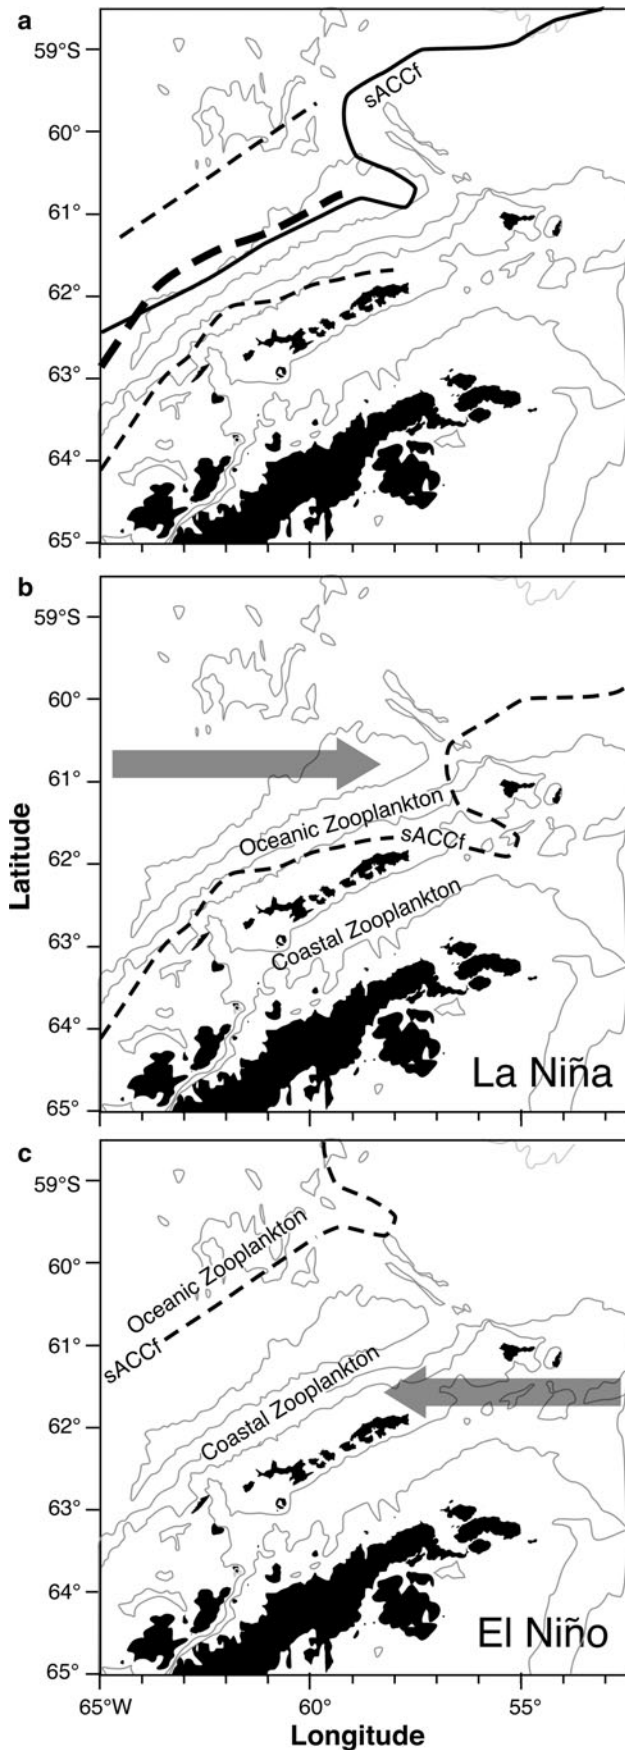 a
59°S
60°
61°
62°
63°
64°
65°
sACCf
b
59°S
60°
61°
62°
63°
64°
65°
Latitude
Oceanic Zooplankton
sACCf
Coastal Zooplankton
La Niña
c
59°S
60°
61°
62°
63°
64°
65°
Oceanic Zooplankton
sACCf
Coastal Zooplankton
El Niño
65°W
60°
55°
Longitude